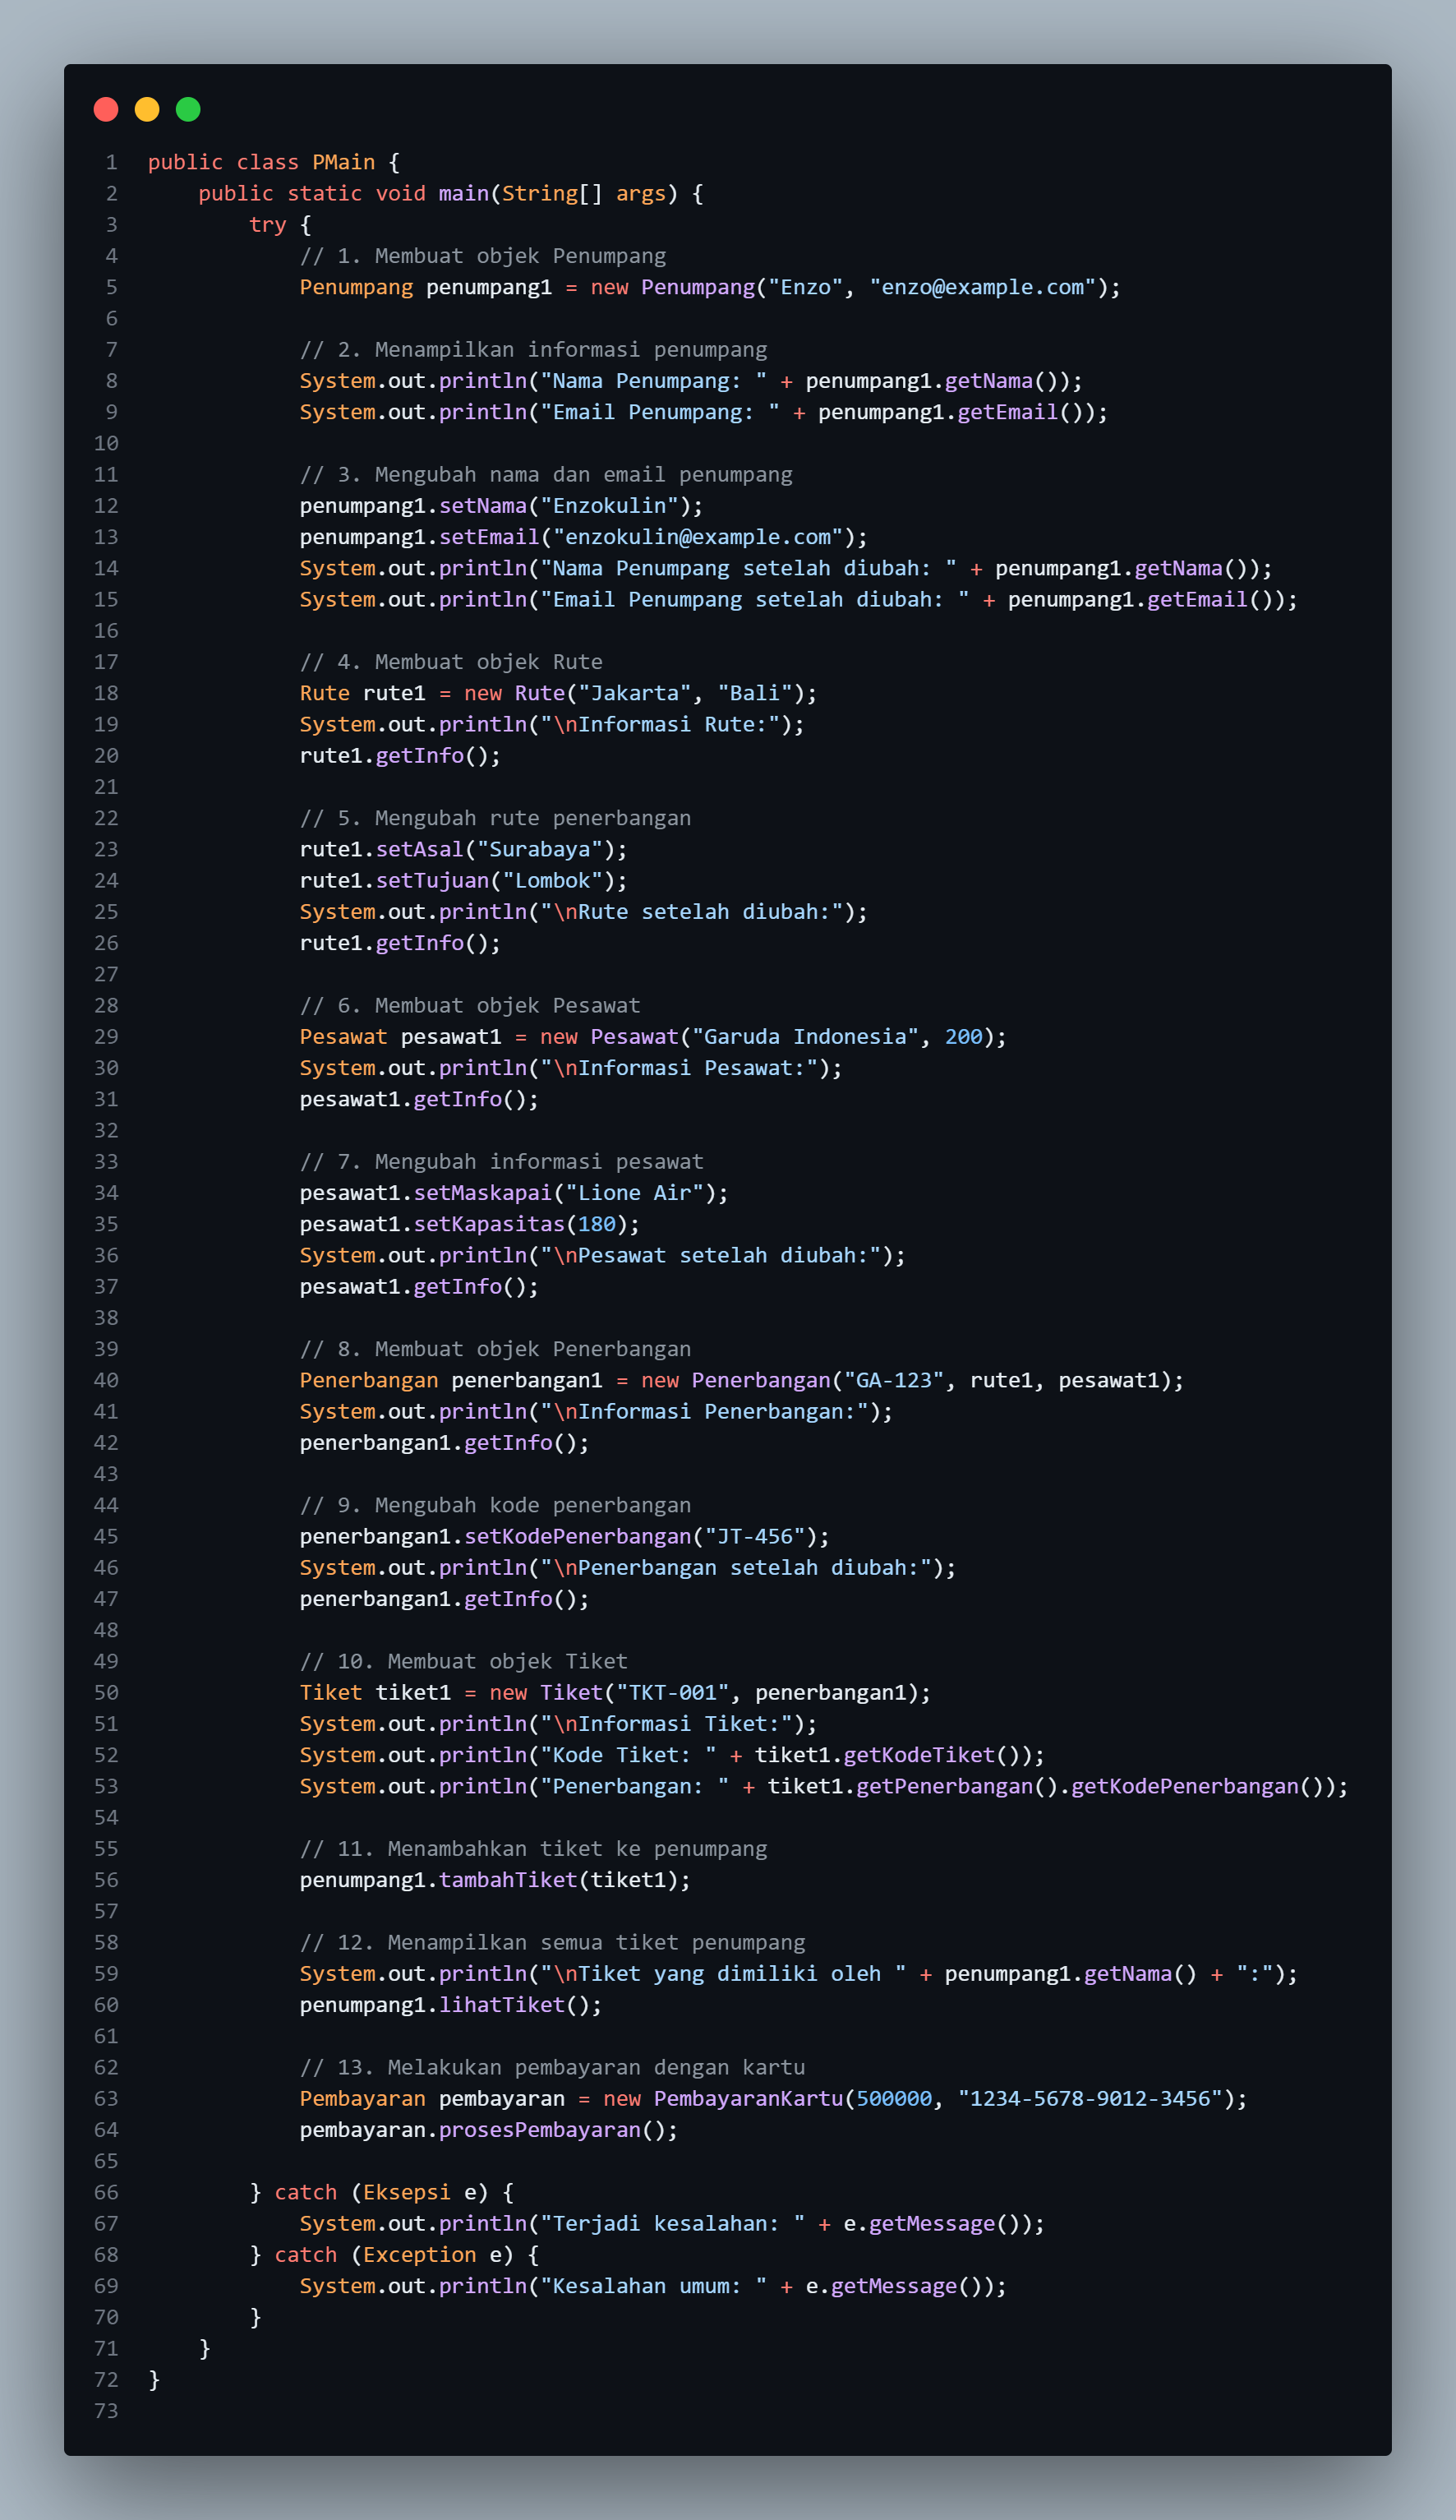 1 public class PMain {
2     public static void main(String[] args) {
3         try {
4             // 1. Membuat objek Penumpang
5             Penumpang penumpang1 = new Penumpang("Enzo", "enzo@example.com");
6
7             // 2. Menampilkan informasi penumpang
8             System.out.println("Nama Penumpang: " + penumpang1.getNama());
9             System.out.println("Email Penumpang: " + penumpang1.getEmail());
10
11             // 3. Mengubah nama dan email penumpang
12             penumpang1.setNama("Enzokulin");
13             penumpang1.setEmail("enzokulin@example.com");
14             System.out.println("Nama Penumpang setelah diubah: " + penumpang1.getNama());
15             System.out.println("Email Penumpang setelah diubah: " + penumpang1.getEmail());
16
17             // 4. Membuat objek Rute
18             Rute rute1 = new Rute("Jakarta", "Bali");
19             System.out.println("\nInformasi Rute:");
20             rute1.getInfo();
21
22             // 5. Mengubah rute penerbangan
23             rute1.setAsal("Surabaya");
24             rute1.setTujuan("Lombok");
25             System.out.println("\nRute setelah diubah:");
26             rute1.getInfo();
27
28             // 6. Membuat objek Pesawat
29             Pesawat pesawat1 = new Pesawat("Garuda Indonesia", 200);
30             System.out.println("\nInformasi Pesawat:");
31             pesawat1.getInfo();
32
33             // 7. Mengubah informasi pesawat
34             pesawat1.setMaskapai("Lione Air");
35             pesawat1.setKapasitas(180);
36             System.out.println("\nPesawat setelah diubah:");
37             pesawat1.getInfo();
38
39             // 8. Membuat objek Penerbangan
40             Penerbangan penerbangan1 = new Penerbangan("GA-123", rute1, pesawat1);
41             System.out.println("\nInformasi Penerbangan:");
42             penerbangan1.getInfo();
43
44             // 9. Mengubah kode penerbangan
45             penerbangan1.setKodePenerbangan("JT-456");
46             System.out.println("\nPenerbangan setelah diubah:");
47             penerbangan1.getInfo();
48
49             // 10. Membuat objek Tiket
50             Tiket tiket1 = new Tiket("TKT-001", penerbangan1);
51             System.out.println("\nInformasi Tiket:");
52             System.out.println("Kode Tiket: " + tiket1.getKodeTiket());
53             System.out.println("Penerbangan: " + tiket1.getPenerbangan().getKodePenerbangan());
54
55             // 11. Menambahkan tiket ke penumpang
56             penumpang1.tambahTiket(tiket1);
57
58             // 12. Menampilkan semua tiket penumpang
59             System.out.println("\nTiket yang dimiliki oleh " + penumpang1.getNama() + ":");
60             penumpang1.lihatTiket();
61
62             // 13. Melakukan pembayaran dengan kartu
63             Pembayaran pembayaran = new PembayaranKartu(500000, "1234-5678-9012-3456");
64             pembayaran.prosesPembayaran();
65
66         } catch (Eksepsi e) {
67             System.out.println("Terjadi kesalahan: " + e.getMessage());
68         } catch (Exception e) {
69             System.out.println("Kesalahan umum: " + e.getMessage());
70         }
71     }
72 }
73